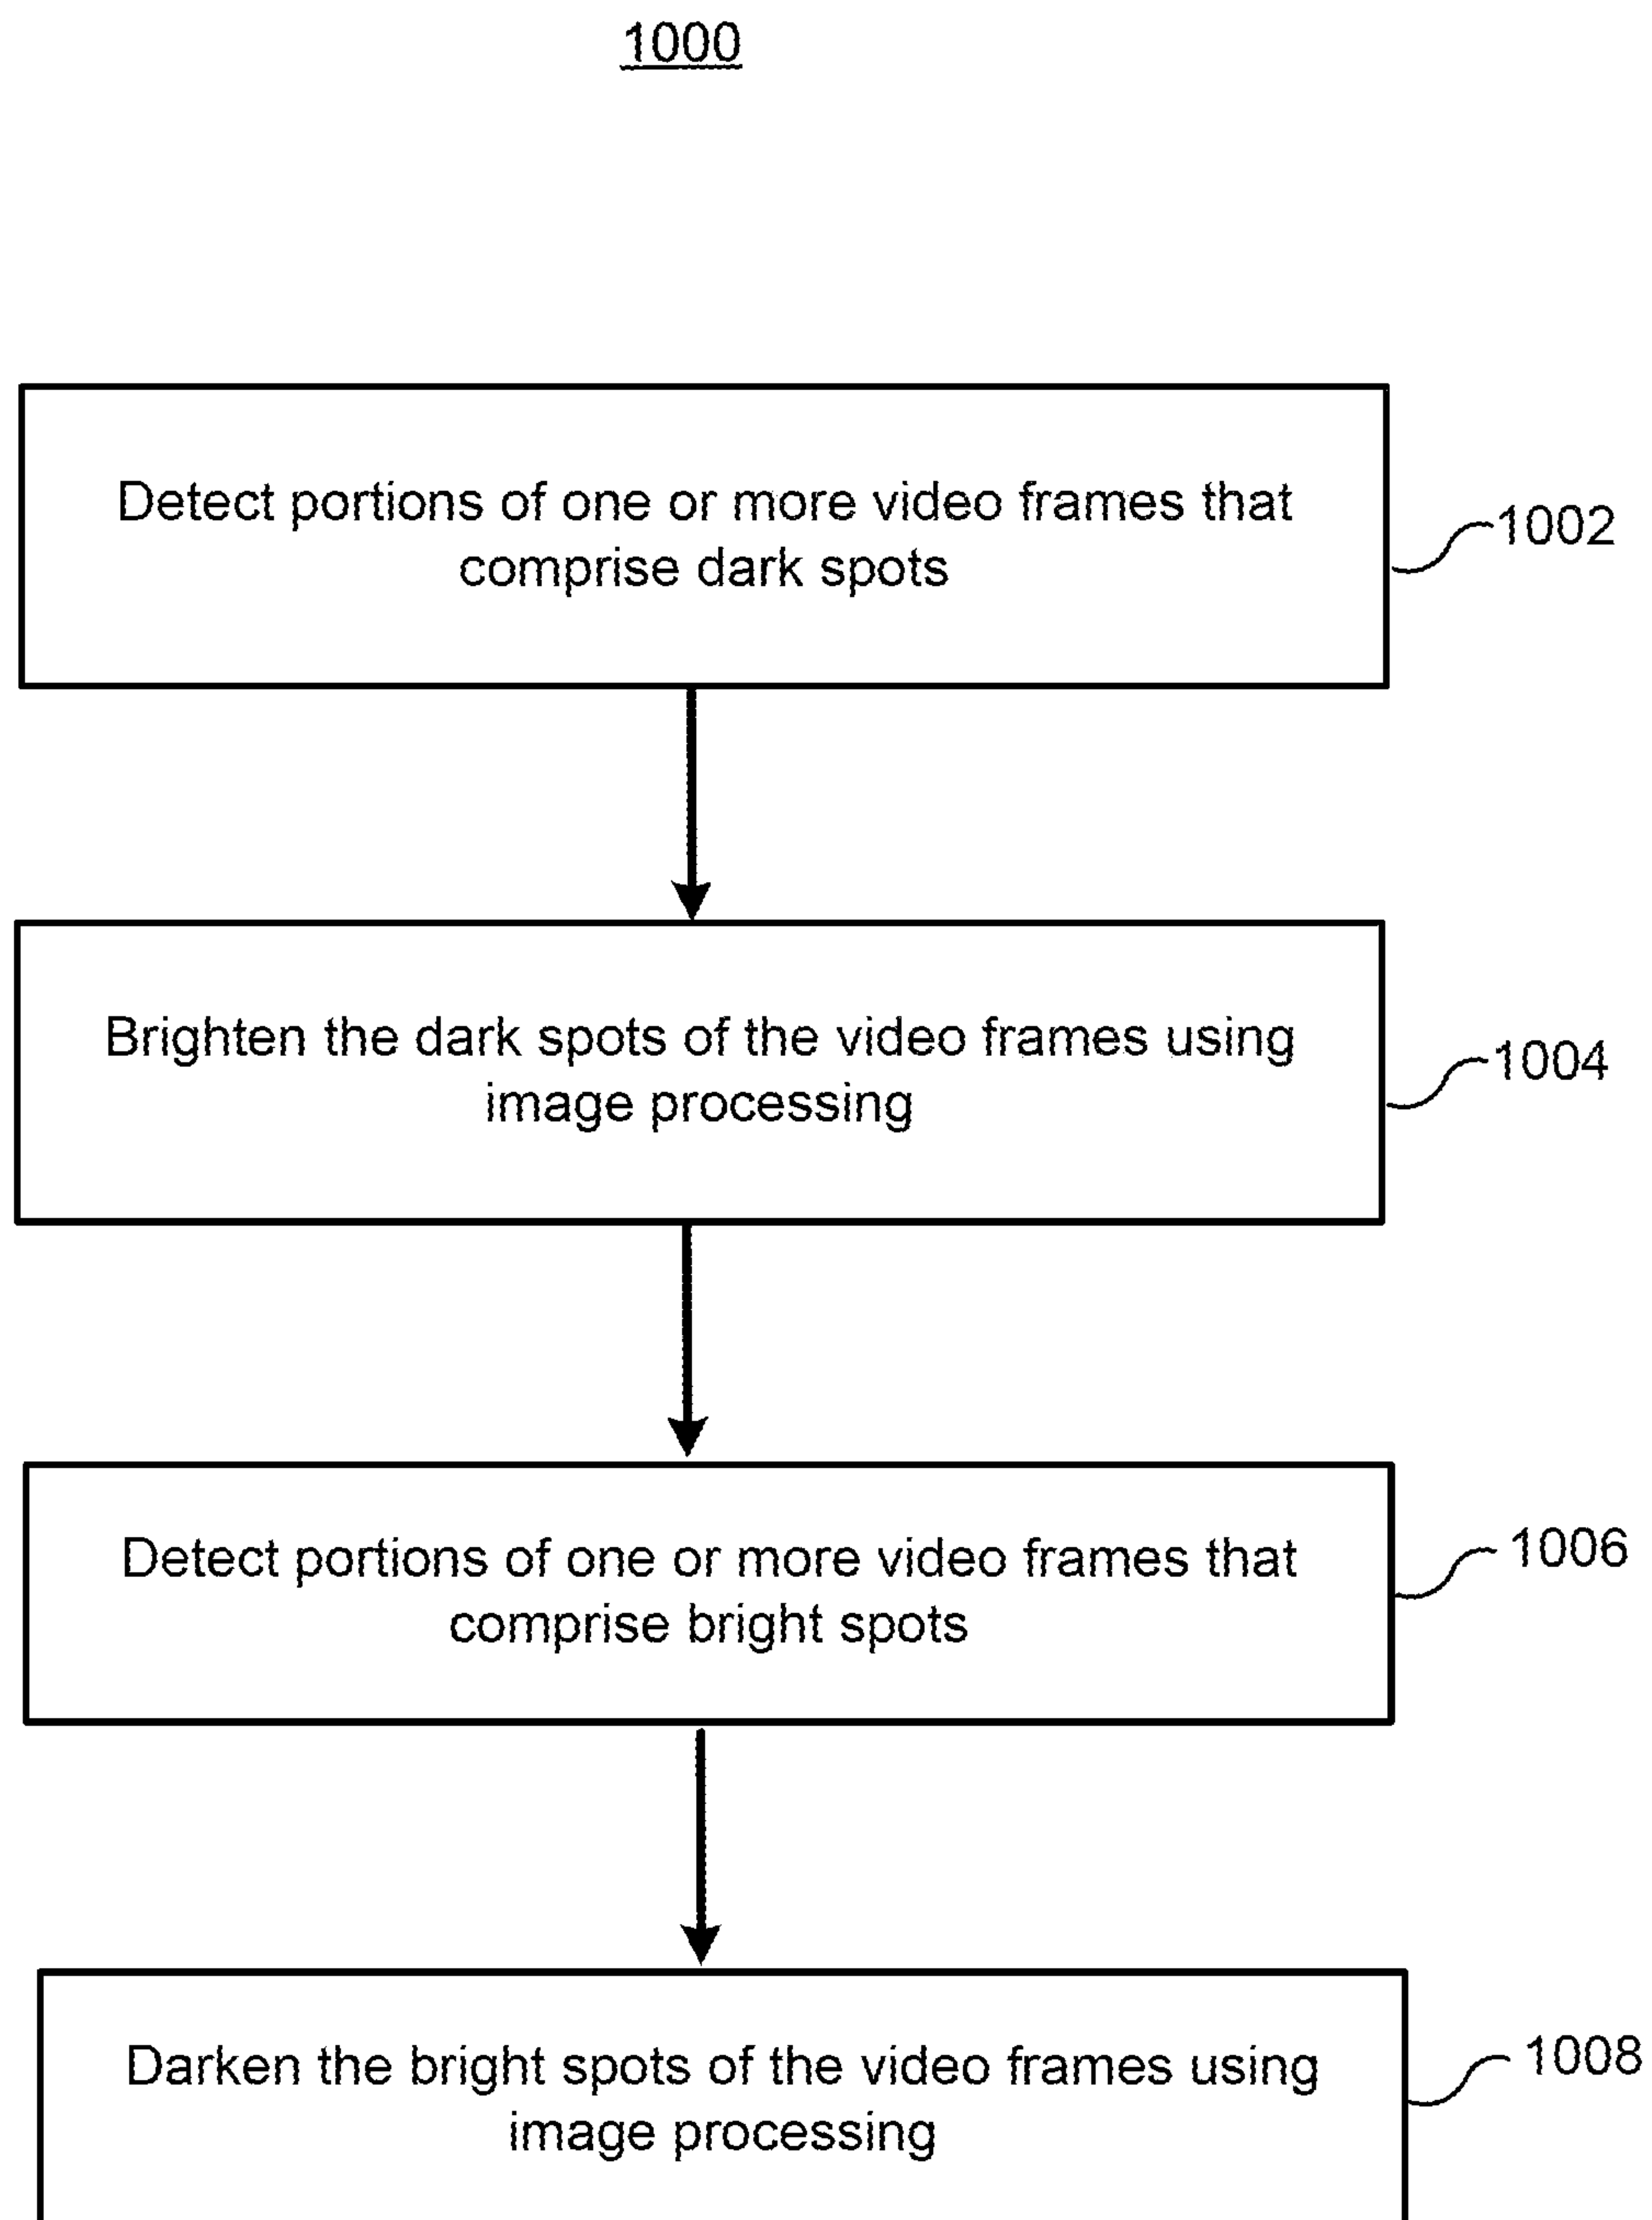 1000
Detect portions of one or more video frames that
comprise dark spots
1002
Brighten the dark spots of the video frames using
image processing
1004
Detect portions of one or more video frames that
comprise bright spots
1006
Darken the bright spots of the video frames using
image processing
1008